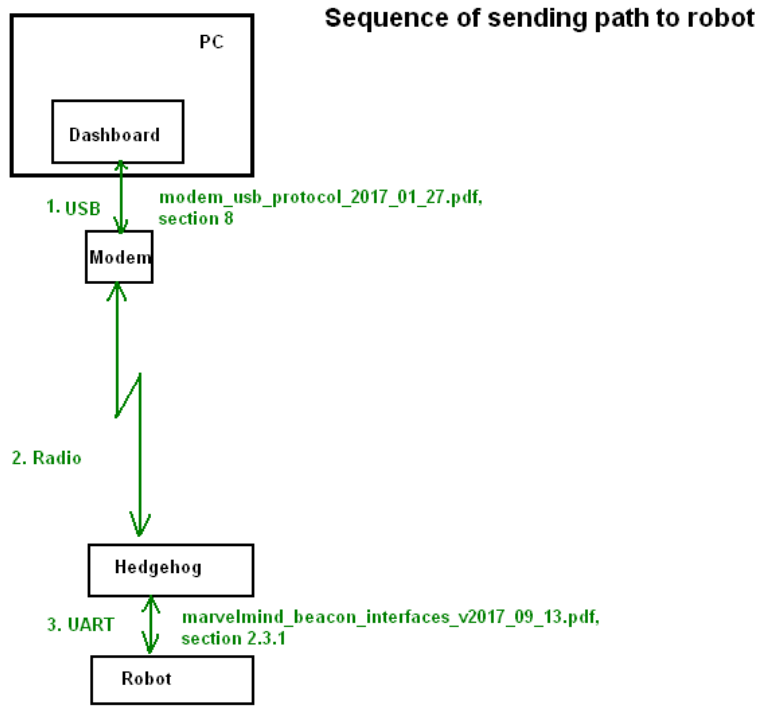 Sequence of sending path to robot
PC
Dashboard
1. USB
modem_usb_protocol_2017_01_27.pdf,
section 8
Modem
2. Radio
Hedgehog
3. UART
marvelmind_beacon_interfaces_v2017_09_13.pdf,
section 2.3.1
Robot